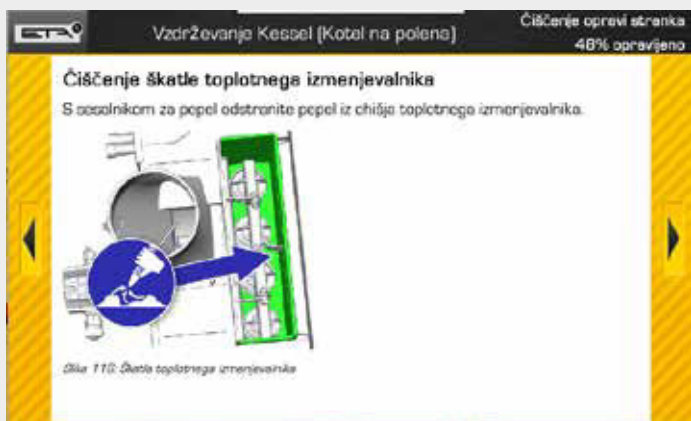 ETA
Vzdrževanje Kessel (Kotel na polena)
Čiščenje opravi stranka
48% opravljeno
Čiščenje škatle toplotnega izmenjevalnika
S sesalnikom za pepel odstranite pepel iz ohišja toplotnega izmenjevalnika.
Slika 110: Škatla toplotnega izmenjevalnika